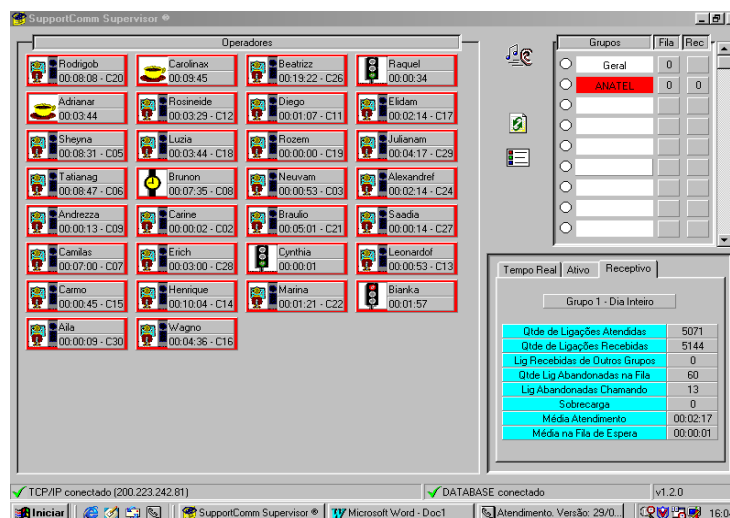 SupportComm Supervisor ®
Operadores
Rodrigob
00:08:08 - C20
Carolinax
00:09:45
Beatrizz
00:19:22 - C26
Raquel
00:00:34
Adrianar
00:03:44
Rosineide
00:03:29 - C12
Diego
00:01:07 - C11
Elidam
00:02:14 - C17
Sheyna
00:08:31 - C05
Luzia
00:03:44 - C18
Rozem
00:00:00 - C19
Julianam
00:04:17 - C29
Tatianag
00:08:47 - C06
Brunon
00:07:35 - C08
Neuvam
00:00:53 - C03
Alexandref
00:02:14 - C24
Andrezza
00:00:13 - C09
Carine
00:00:02 - C02
Braulio
00:05:01 - C21
Saadia
00:00:14 - C27
Camilas
00:07:00 - C07
Erich
00:03:00 - C28
Cynthia
00:00:01
Leonardof
00:00:53 - C13
Carmo
00:00:45 - C15
Henrique
00:10:04 - C14
Marina
00:01:21 - C22
Bianka
00:01:57
Aila
00:00:09 - C30
Wagno
00:04:36 - C16
Grupos Fila Rec
Geral 0
ANATEL 0 0
Tempo Real Ativo Receptivo
Grupo 1 - Dia Inteiro
Qtde de Ligações Atendidas 5071
Qtde de Ligações Recebidas 5144
Lig Recebidas de Outros Grupos 0
Qtde Lig Abandonadas na Fila 60
Lig Abandonadas Chamando 13
Sobrecarga 0
Média Atendimento 00:02:17
Média na Fila de Espera 00:00:01
TCP/IP conectado (200.223.242.81) DATABASE conectado v1.2.0
Iniciar SupportComm Supervisor ® Microsoft Word - Doc1 Atendimento. Versão: 29/0... 16:0